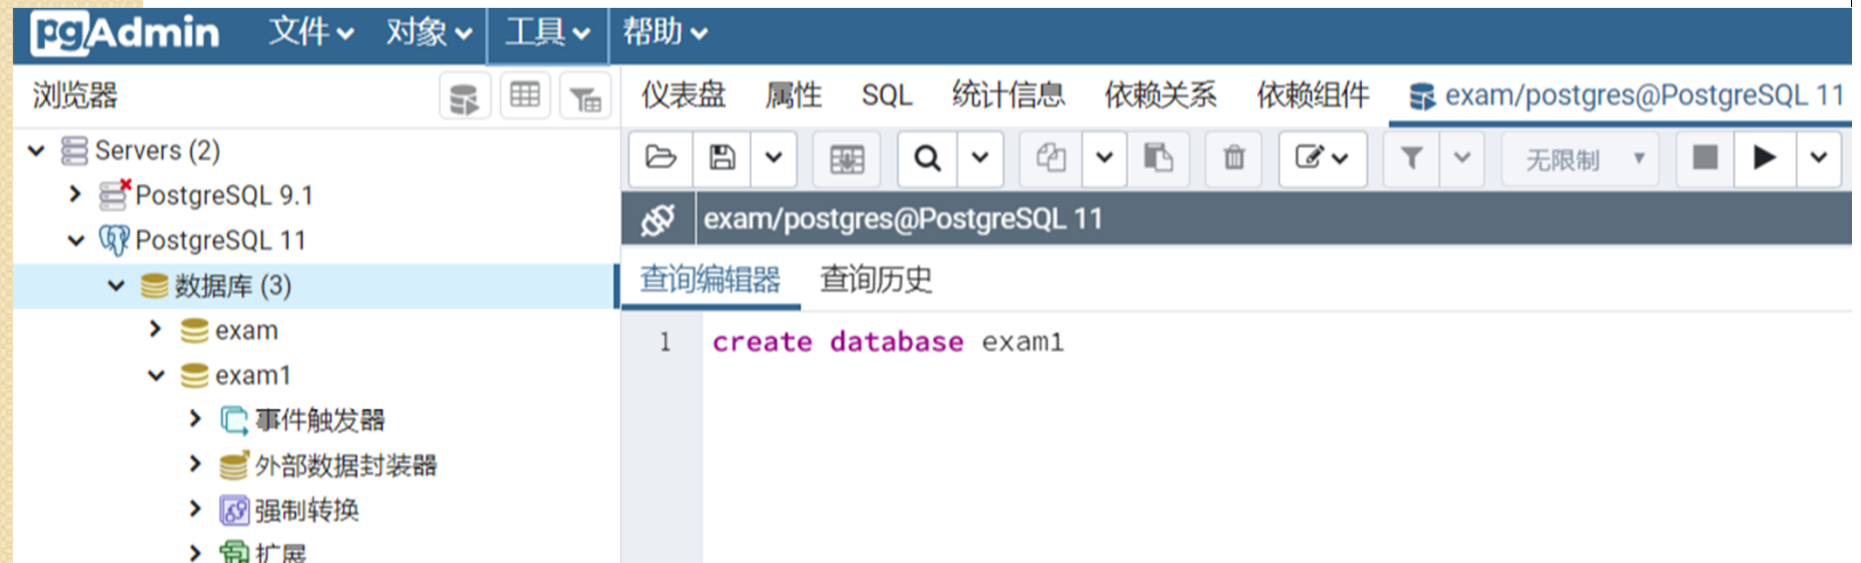 pgAdmin 文件 对象 工具 帮助
浏览器
仪表盘 属性 SQL 统计信息 依赖关系 依赖组件 exam/postgres@PostgreSQL 11
Servers (2)
PostgreSQL 9.1
PostgreSQL 11
数据库 (3)
exam
exam1
事件触发器
外部数据封装器
强制转换
扩展
无限制
exam/postgres@PostgreSQL 11
查询编辑器 查询历史
1 create database exam1